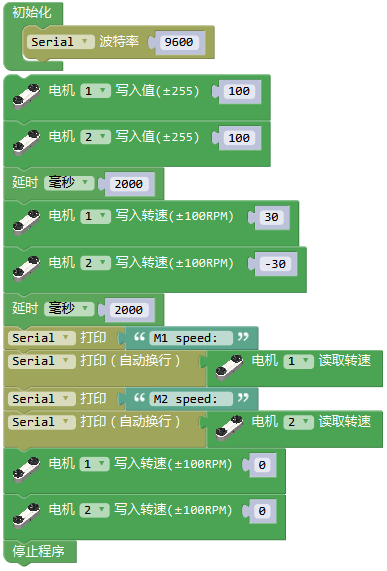 初始化
Serial 波特率 9600
电机 1 写入值(±255) 100
电机 2 写入值(±255) 100
延时 毫秒 2000
电机 1 写入转速(±100RPM) 30
电机 2 写入转速(±100RPM) -30
延时 毫秒 2000
Serial 打印 “ M1 speed: ”
Serial 打印（自动换行） 电机 1 读取转速
Serial 打印 “ M2 speed: ”
Serial 打印（自动换行） 电机 2 读取转速
电机 1 写入转速(±100RPM) 0
电机 2 写入转速(±100RPM) 0
停止程序